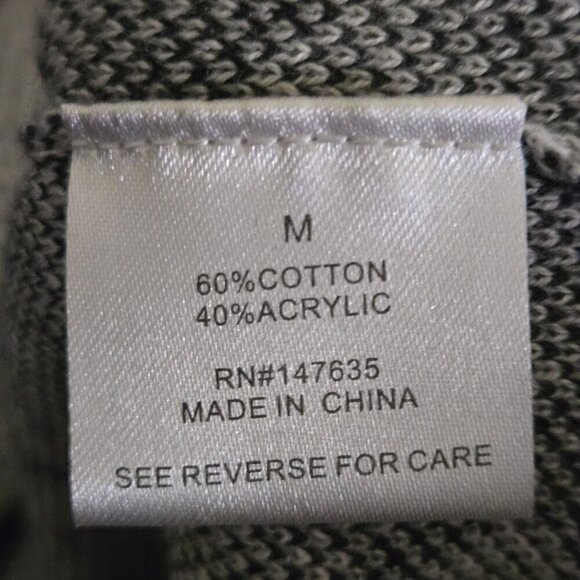 M
60%COTTON
40%ACRYLIC
RN#147635
MADE IN CHINA
SEE REVERSE FOR CARE